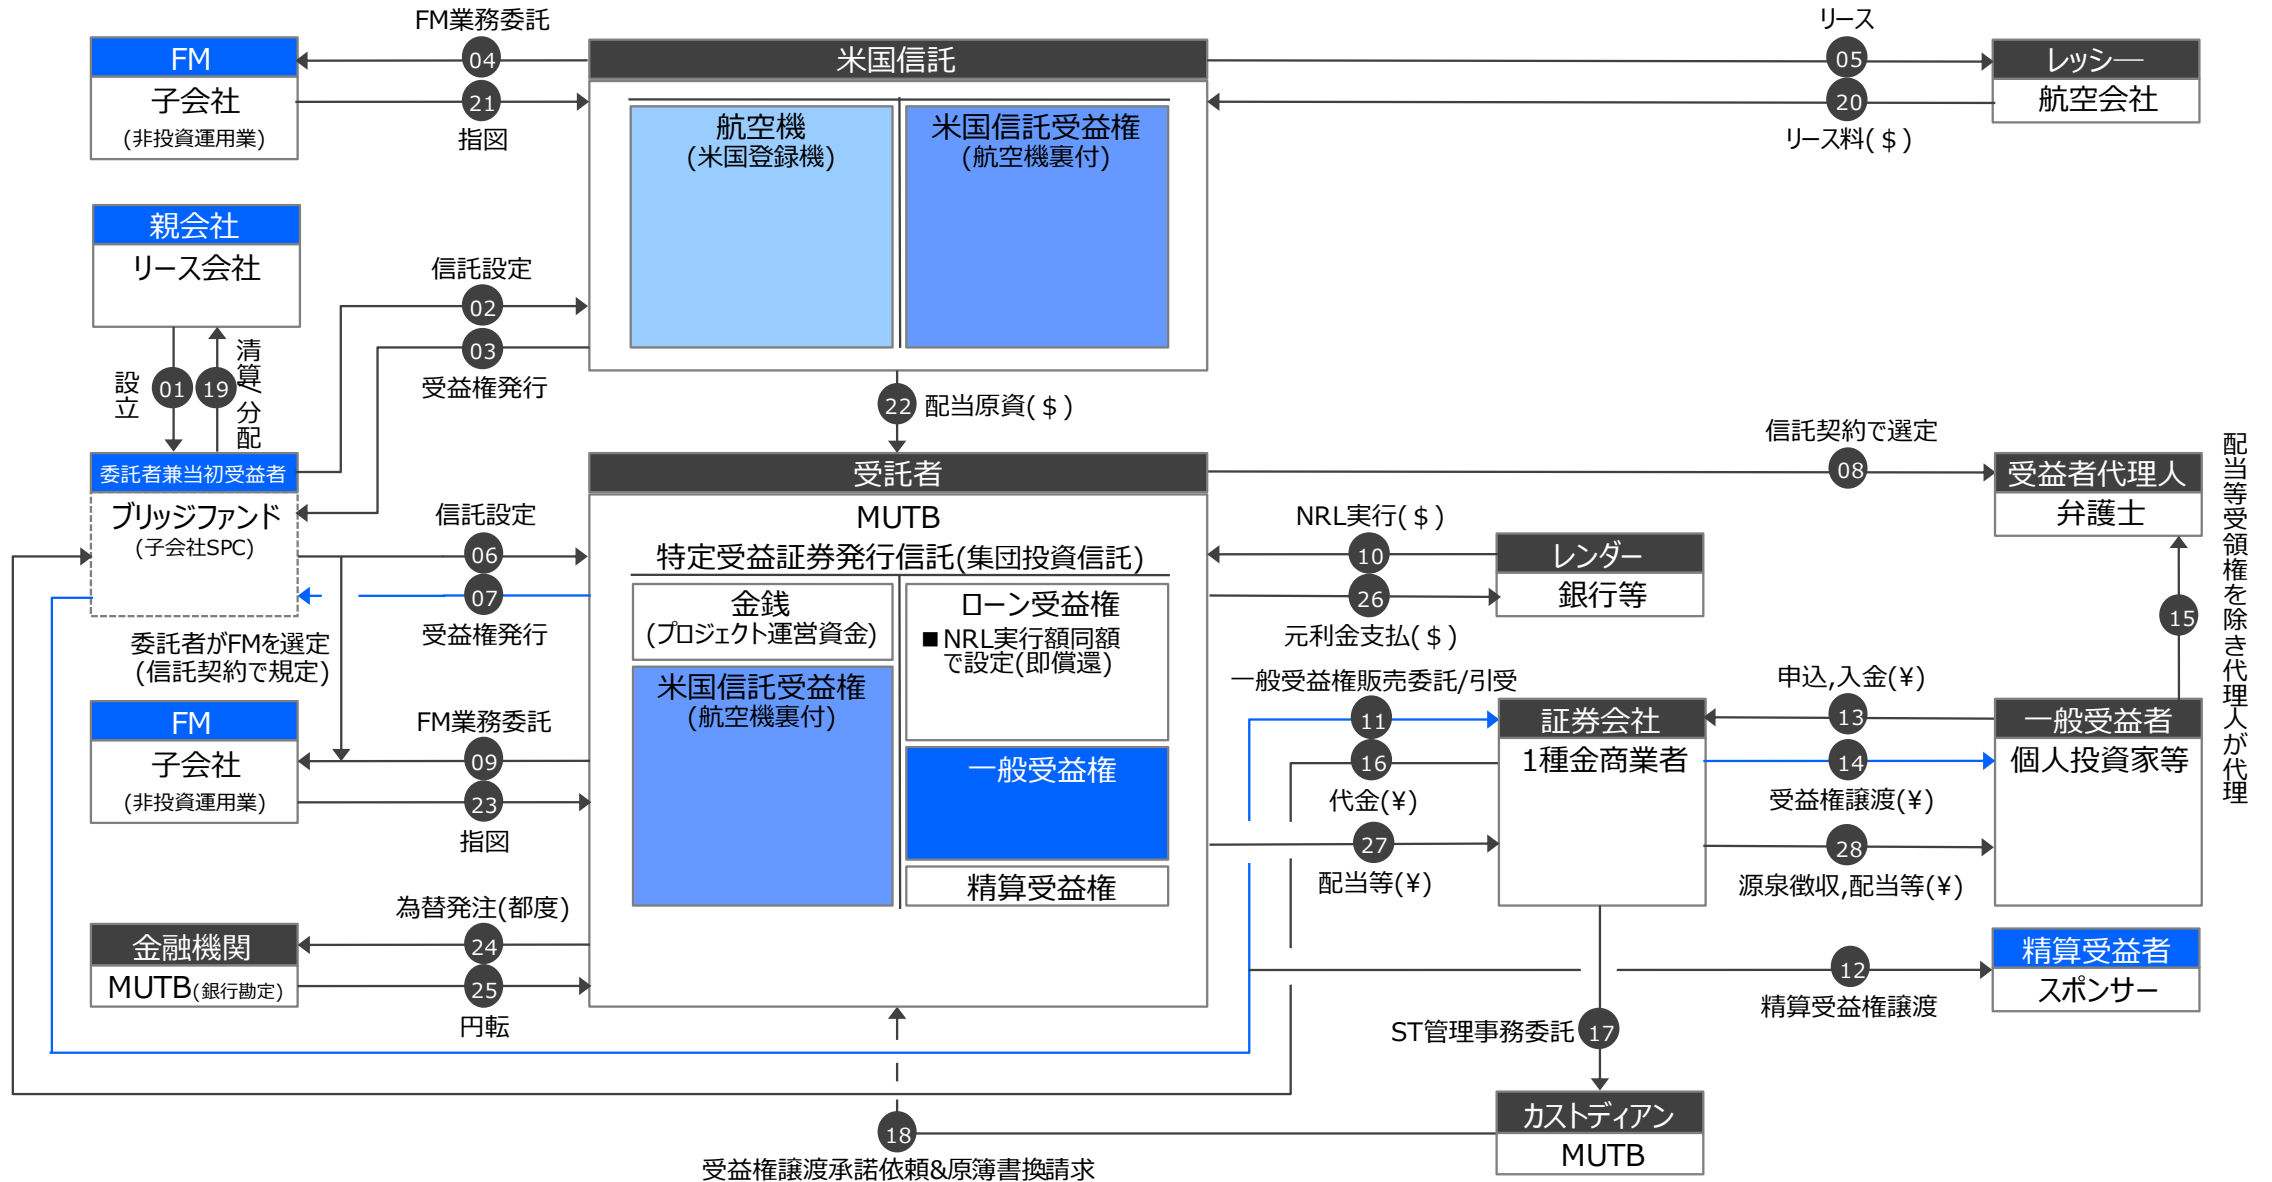 FM業務委託
04
FM
子会社
(非投資運用業)
21
指図
米国信託
航空機
(米国登録機)
米国信託受益権
(航空機裏付)
リース
05
レッシー
航空会社
20
リース料($)
親会社
リース会社
設立
01
19
清算/分配
信託設定
02
03
受益権発行
22
配当原資($)
委託者兼当初受益者
ブリッジファンド
(子会社SPC)
信託設定
06
07
受益権発行
委託者がFMを選定
(信託契約で規定)
受託者
MUTB
特定受益証券発行信託(集団投資信託)
金銭
(プロジェクト運営資金)
米国信託受益権
(航空機裏付)
ローン受益権
■NRL実行額同額
で設定(即償還)
一般受益権
精算受益権
信託契約で選定
08
受益者代理人
弁護士
配当等受領権を除き代理人が代理
15
NRL実行($)
10
レンダー
銀行等
26
元利金支払($)
一般受益権販売委託/引受
11
16
代金(¥)
27
配当等(¥)
証券会社
1種金商業者
申込,入金(¥)
13
14
受益権譲渡(¥)
28
源泉徴収,配当等(¥)
一般受益者
個人投資家等
FM
子会社
(非投資運用業)
FM業務委託
09
23
指図
為替発注(都度)
24
25
円転
金融機関
MUTB(銀行勘定)
12
精算受益権譲渡
精算受益者
スポンサー
ST管理事務委託
17
カストディアン
MUTB
18
受益権譲渡承諾依頼&原簿書換請求